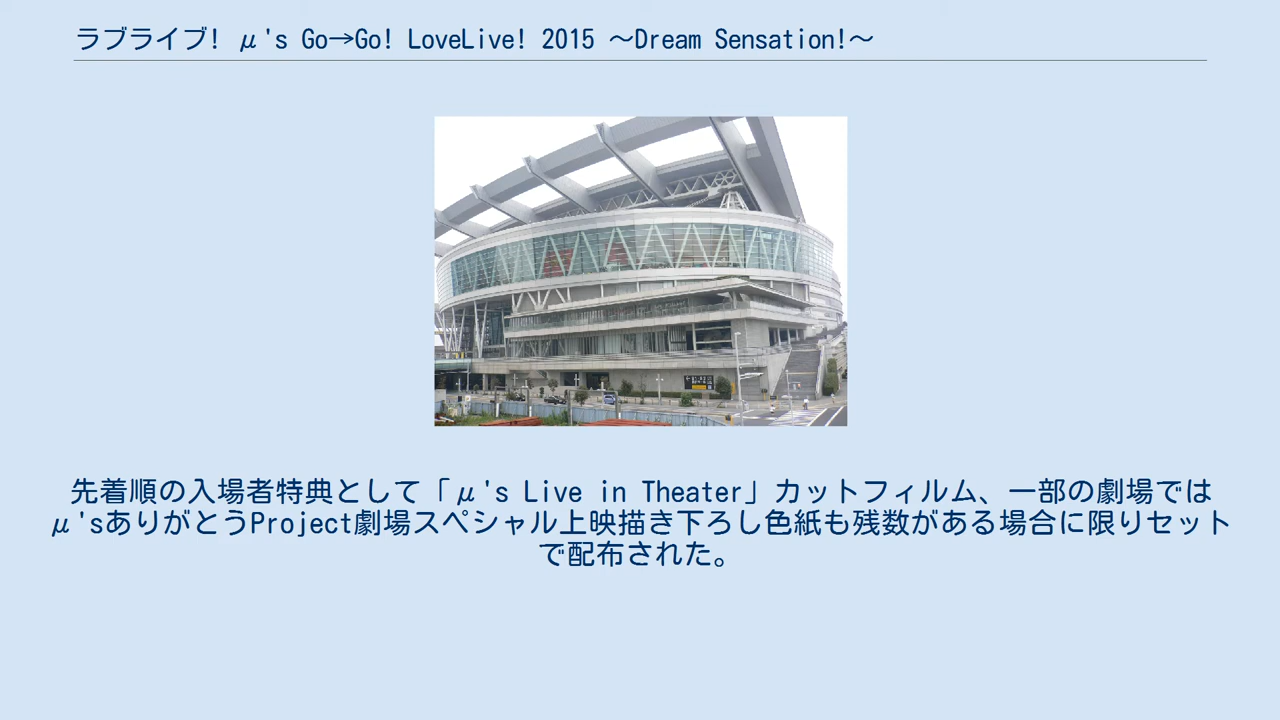 ラブライブ! μ's Go→Go! LoveLive! 2015 〜Dream Sensation!〜
先着順の入場者特典として「μ's Live in Theater」カットフィルム、一部の劇場では
μ'sありがとうProject劇場スペシャル上映描き下ろし色紙も残数がある場合に限りセット
で配布された。